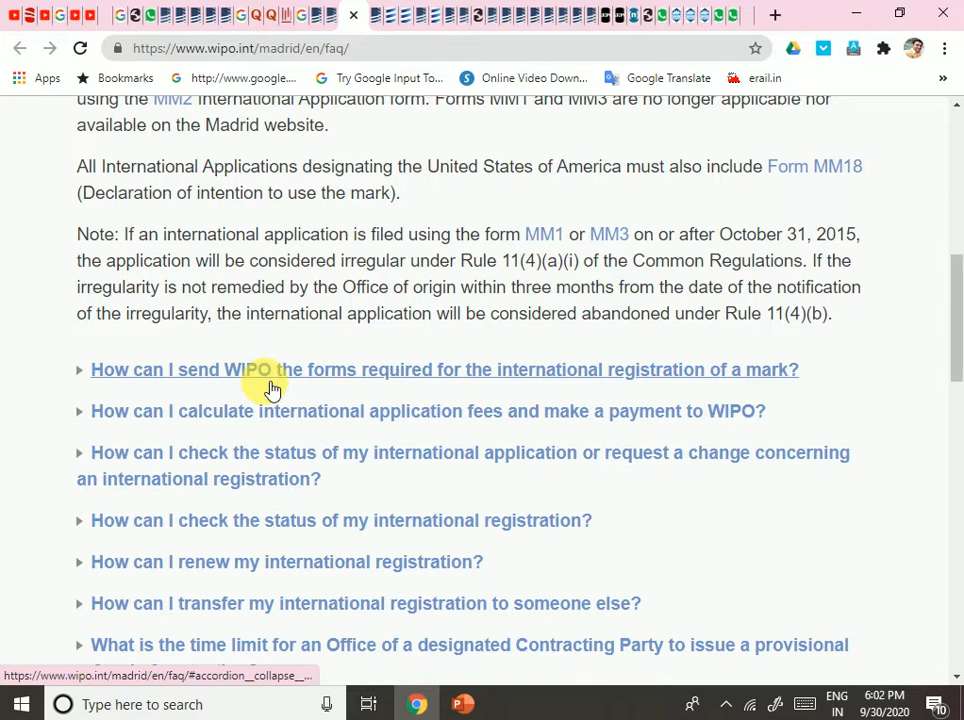 https://www.wipo.int/madrid/en/faq/
Apps
Bookmarks
http://www.google....
Try Google Input To...
Online Video Down...
Google Translate
erail.in
»
using the MM2 International Application form. Forms MM1 and MM3 are no longer applicable nor
available on the Madrid website.
All International Applications designating the United States of America must also include Form MM18
(Declaration of intention to use the mark).
Note: If an international application is filed using the form MM1 or MM3 on or after October 31, 2015,
the application will be considered irregular under Rule 11(4)(a)(i) of the Common Regulations. If the
irregularity is not remedied by the Office of origin within three months from the date of the notification
of the irregularity, the international application will be considered abandoned under Rule 11(4)(b).
How can I send WIPO the forms required for the international registration of a mark?
How can I calculate international application fees and make a payment to WIPO?
How can I check the status of my international application or request a change concerning
an international registration?
How can I check the status of my international registration?
How can I renew my international registration?
How can I transfer my international registration to someone else?
What is the time limit for an Office of a designated Contracting Party to issue a provisional
https://www.wipo.int/madrid/en/faq/#accordion__collapse__...
Type here to search
ENG
IN
6:02 PM
9/30/2020
10